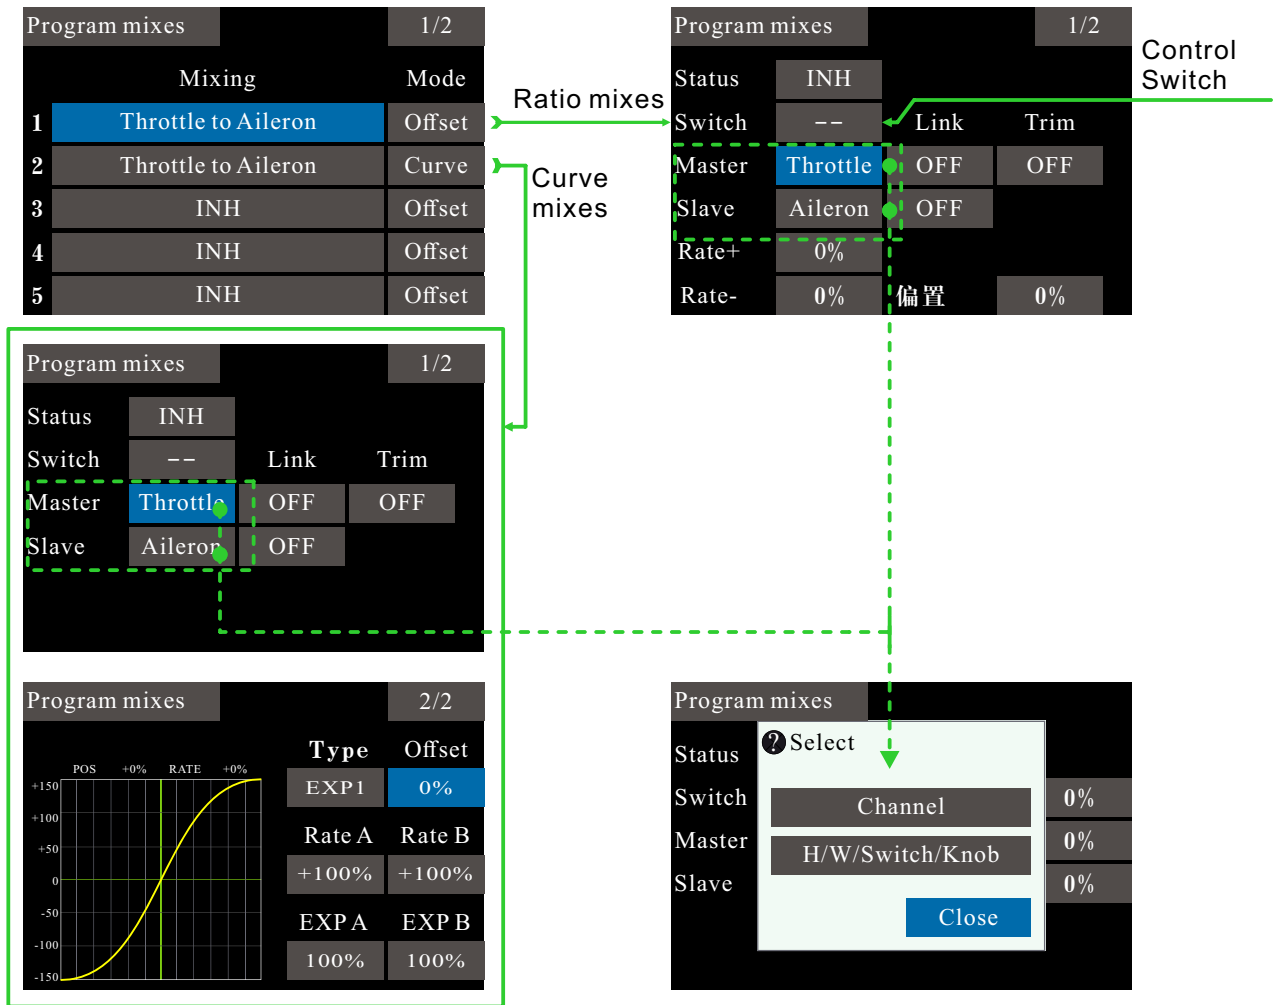 Program mixes 1/2
Mixing Mode
1 Throttle to Aileron Offset
2 Throttle to Aileron Curve
3 INH Offset
4 INH Offset
5 INH Offset
Ratio mixes
Curve
mixes
Program mixes 1/2
Status INH
Switch -- Link Trim
Master Throttle OFF OFF
Slave Aileron OFF
Rate+ 0%
Rate- 0% 偏置 0%
Control
Switch
Program mixes 1/2
Status INH
Switch -- Link Trim
Master Throttle OFF OFF
Slave Aileron OFF
Program mixes 2/2
Type Offset
POS +0% RATE +0%
EXP1 0%
Rate A Rate B
+100% +100%
EXP A EXP B
100% 100%
+150
+100
+50
0
-50
-100
-150
Program mixes
Status
Switch 0%
Master 0%
Slave 0%
? Select
Channel
H/W/Switch/Knob
Close